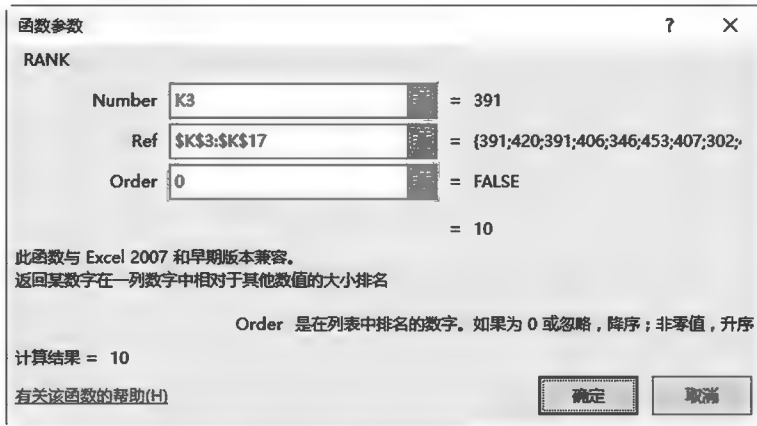 函数参数 ? ×
RANK
Number K3 = 391
Ref $K$3:$K$17 = {391;420;391;406;346;453;407;302;
Order 0 = FALSE
= 10
此函数与 Excel 2007 和早期版本兼容。
返回某数字在一列数字中相对于其他数值的大小排名
Order 是在列表中排名的数字。如果为 0 或忽略，降序；非零值，升序
计算结果 = 10
有关该函数的帮助(H) 确定 取消